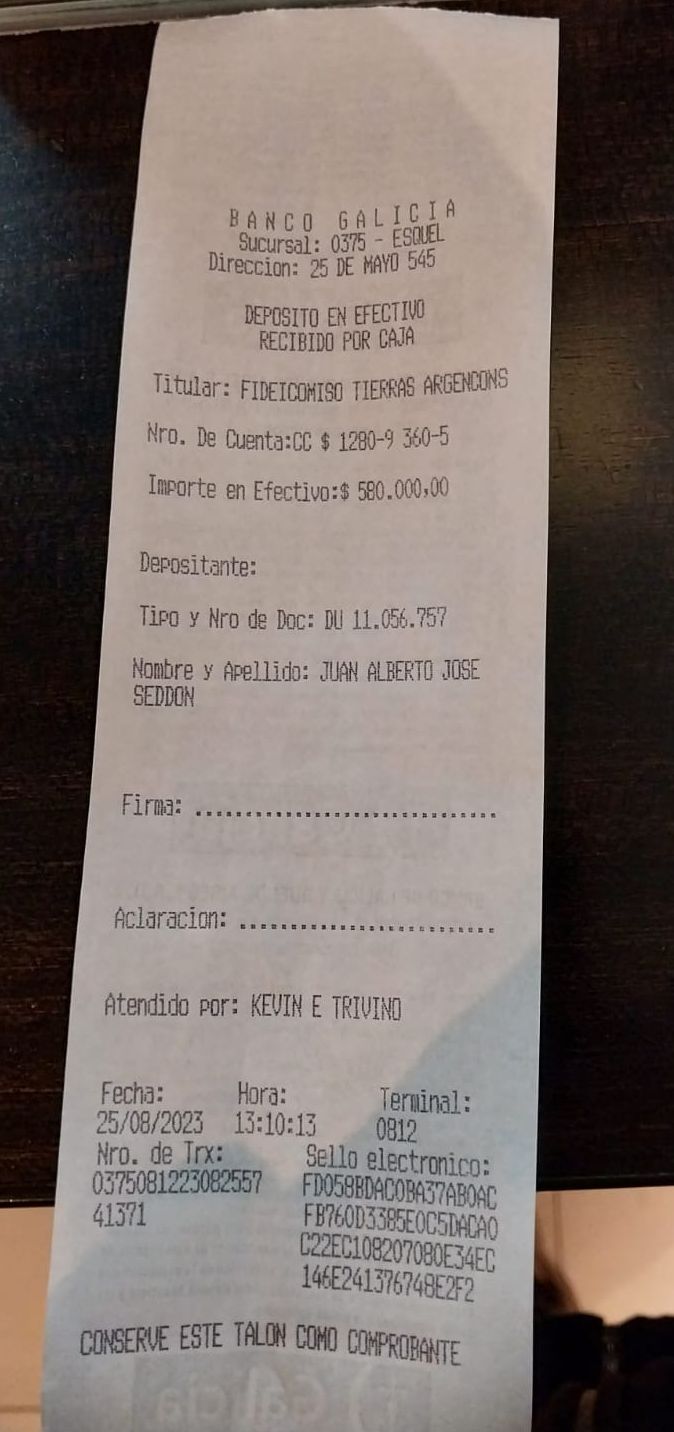 BANCO GALICIA
Sucursal: 0375 - ESQUEL
Direccion: 25 DE MAYO 545
DEPOSITO EN EFECTIVO
RECIBIDO POR CAJA
Titular: FIDEICOMISO TIERRAS ARGENCONS
Nro. De Cuenta:CC $ 1280-9 360-5
Importe en Efectivo:$ 580.000,00
Depositante:
Tipo y Nro de Doc: DU 11.056.757
Nombre y Apellido: JUAN ALBERTO JOSE
SEDDON
Firma: ..............................
Aclaracion: .........................
Atendido por: KEVIN E TRIVINO
Fecha: Hora: Terminal:
25/08/2023 13:10:13 0812
Nro. de Trx: Sello electronico:
0375081223082557 FD058BDAC0BA37AB0AC
41371 FB760D3385E0C5DACA0
C22EC108207080E34EC
146E241376748E2F2
CONSERVE ESTE TALON COMO COMPROBANTE